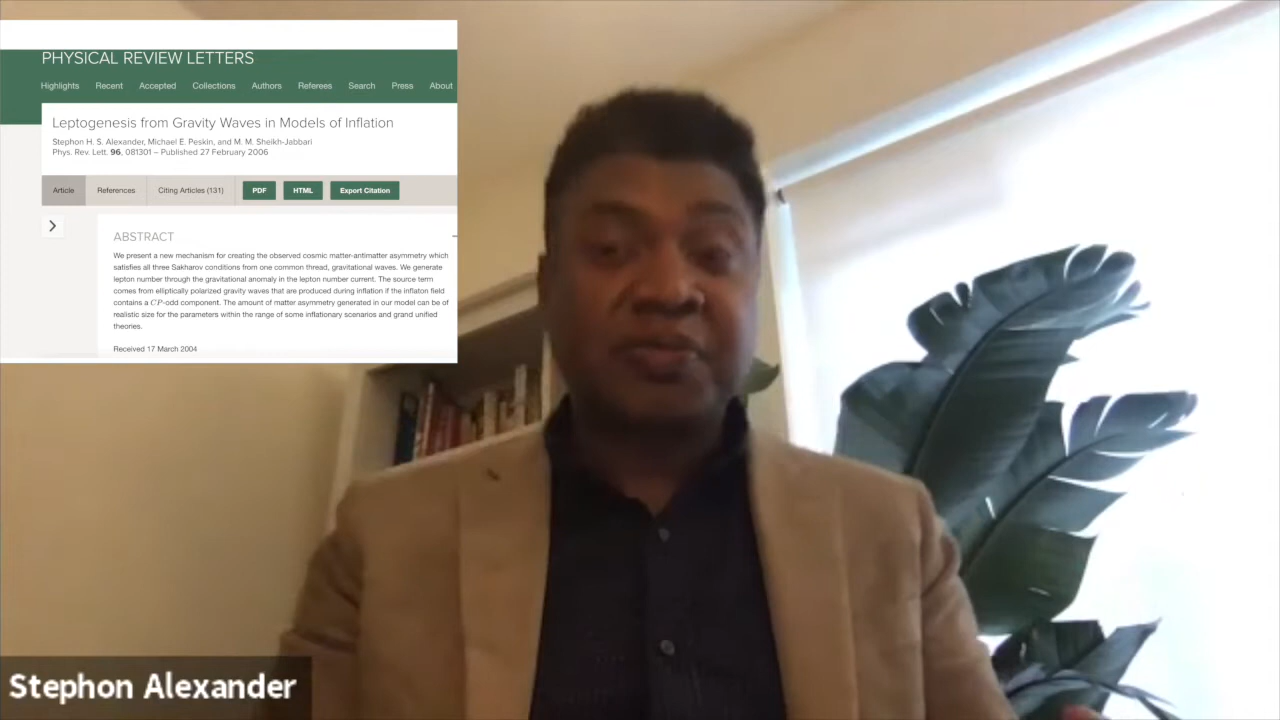 PHYSICAL REVIEW LETTERS
Highlights Recent Accepted Collections Authors Referees Search Press About
Leptogenesis from Gravity Waves in Models of Inflation
Stephon H. S. Alexander, Michael E. Peskin, and M. M. Sheikh-Jabbari
Phys. Rev. Lett. 96, 081301 – Published 27 February 2006
Article References Citing Articles (131) PDF HTML Export Citation
ABSTRACT
We present a new mechanism for creating the observed cosmic matter-antimatter asymmetry which
satisfies all three Sakharov conditions from one common thread, gravitational waves. We generate
lepton number through the gravitational anomaly in the lepton number current. The source term
comes from elliptically polarized gravity waves that are produced during inflation if the inflaton field
contains a CP-odd component. The amount of matter asymmetry generated in our model can be of
realistic size for the parameters within the range of some inflationary scenarios and grand unified
theories.
Received 17 March 2004
Stephon Alexander